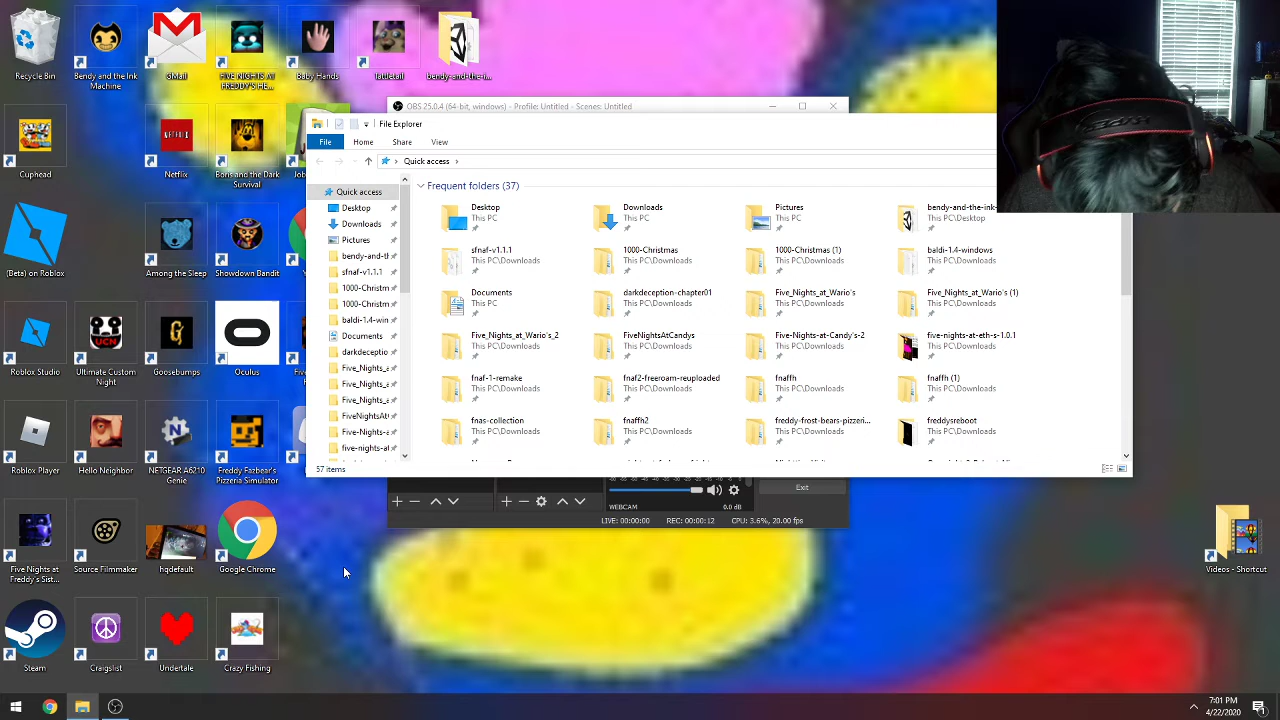 Recycle Bin
Bendy and the Ink
Machine
GMail
FIVE NIGHTS AT
FREDDY'S HE...
Baby Hands
tattletail
OBS 25.0.4 (64-bit,
Untitled
File Explorer
File
Home
Share
View
Quick access
Frequent folders (37)
Quick access
Desktop
Downloads
Pictures
bendy-and-th
sfnaf-v1.1.1
1000-Christm
1000-Christm
baldi-1.4-win
Documents
darkdeceptio
Five_Nights_a
Five_Nights_a
Five_Nights_a
FiveNightsAt
Five-Nights-a
five-nights-at
Desktop
This PC
Downloads
This PC
Pictures
This PC
bendy-and-the-ink-
This PC\Desktop
sfnaf-v1.1.1
This PC\Downloads
1000-Christmas
This PC\Downloads
1000-Christmas (1)
This PC\Downloads
baldi-1.4-windows
This PC\Downloads
Documents
This PC
darkdeception-chapter01
This PC\Downloads
Five_Nights_at_Wario's
This PC\Downloads
Five_Nights_at_Wario's (1)
This PC\Downloads
Five_Nights_at_Wario's_2
This PC\Downloads
FiveNightsAtCandys
This PC\Downloads
Five-Nights-at-Candy's-2
This PC\Downloads
five-nights-at-eth-s-1.0.1
This PC\Downloads
fnaf-1-remake
This PC\Downloads
fnaf2-freeroam-reuploaded
This PC\Downloads
fnaffh
This PC\Downloads
fnaffh (1)
This PC\Downloads
fnas-collection
This PC\Downloads
fnaffh2
This PC\Downloads
freddy-frost-bears-pizzeri...
This PC\Downloads
freddysreboot
This PC\Downloads
57 items
Exit
WEBCAM
0.0 dB
LIVE: 00:00:00
REC: 00:00:12
CPU: 3.6%, 20.00 fps
Cuphead
NETFLIX
Netflix
Boris and the Dark
Survival
(Beta) on Roblox
Among the Sleep
Showdown Bandit
Roblox Studio
UCN
Ultimate Custom
Night
Goosebumps
Oculus
Roblox Player
Hello Neighbor
NETGEAR A6210
Genie
Freddy Fazbear's
Pizzeria Simulator
Five Nights at
Freddy's Sist...
Source Filmmaker
hqdefault
Google Chrome
Steam
Craigslist
Undertale
Crazy Fishing
Videos - Shortcut
7:01 PM
4/22/2020